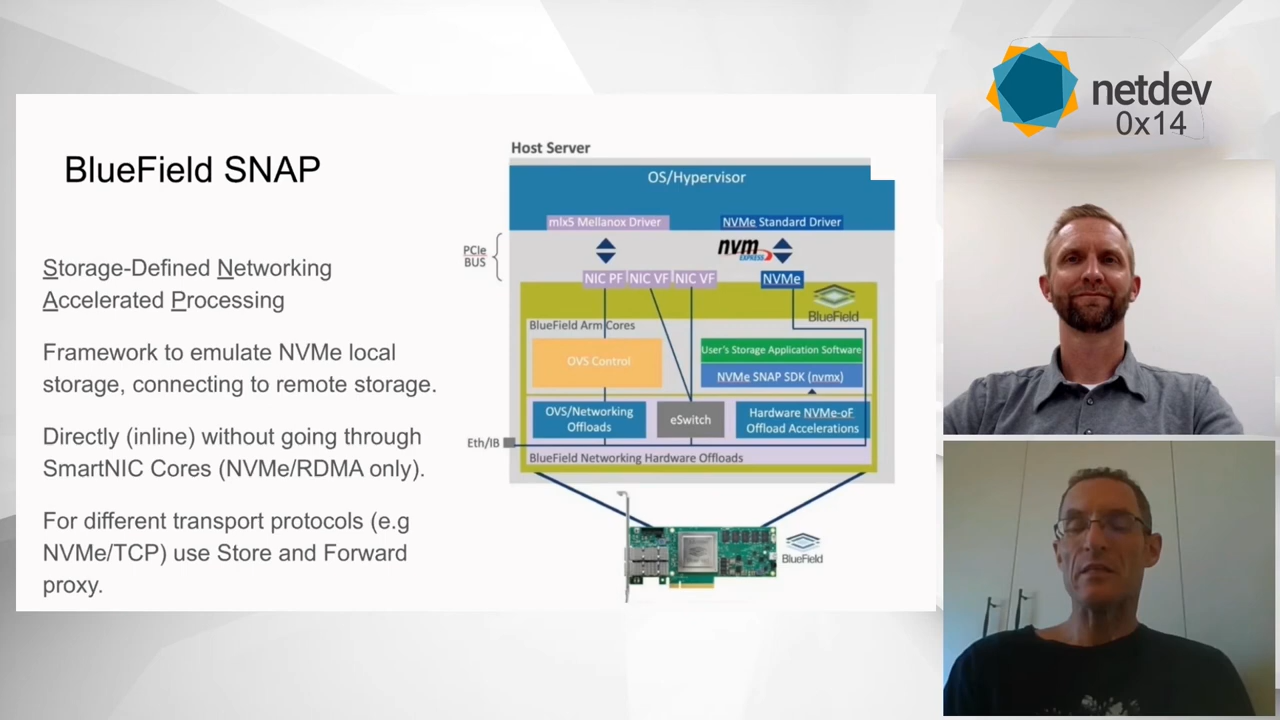 BlueField SNAP
Storage-Defined Networking
Accelerated Processing
Framework to emulate NVMe local
storage, connecting to remote storage.
Directly (inline) without going through
SmartNIC Cores (NVMe/RDMA only).
For different transport protocols (e.g
NVMe/TCP) use Store and Forward
proxy.
Host Server
OS/Hypervisor
mlx5 Mellanox Driver
NVMe Standard Driver
PCIe
BUS
nvm
EXPRESS
NIC PF
NIC VF
NIC VF
NVMe
BlueField
BlueField Arm Cores
OVS Control
User's Storage Application Software
NVMe SNAP SDK (nvmx)
OVS/Networking
Offloads
eSwitch
Hardware NVMe-oF
Offload Accelerations
Eth/IB
BlueField Networking Hardware Offloads
BlueField
netdev
0x14